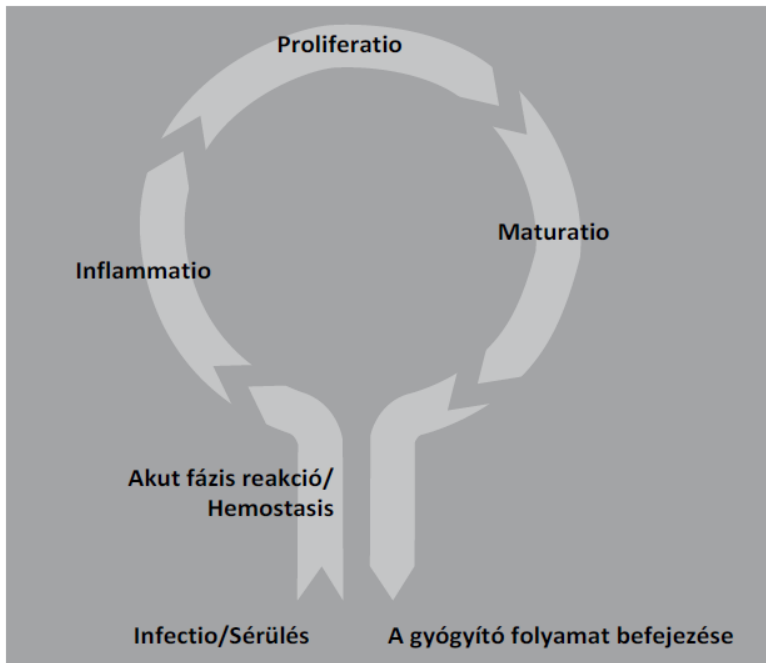 Proliferatio
Maturatio
Inflammatio
Akut fázis reakció/
Hemostasis
Infectio/Sérülés
A gyógyító folyamat befejezése